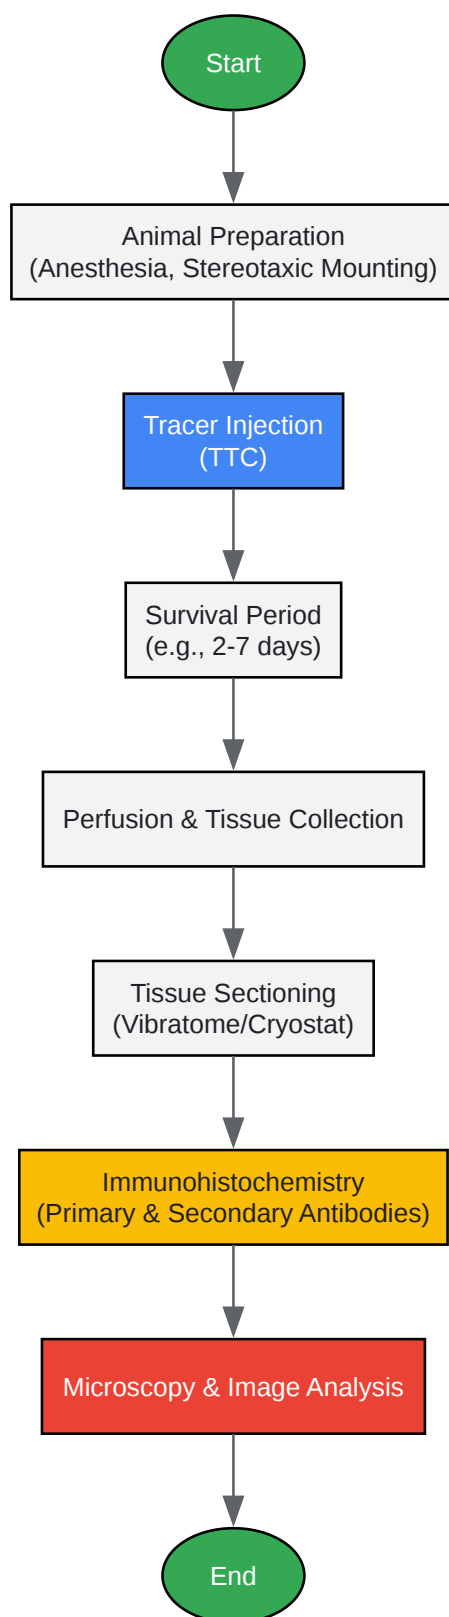 Start
Animal Preparation
(Anesthesia, Stereotaxic Mounting)
Tracer Injection
(TTC)
Survival Period
(e.g., 2-7 days)
Perfusion & Tissue Collection
Tissue Sectioning
(Vibratome/Cryostat)
Immunohistochemistry
(Primary & Secondary Antibodies)
Microscopy & Image Analysis
End